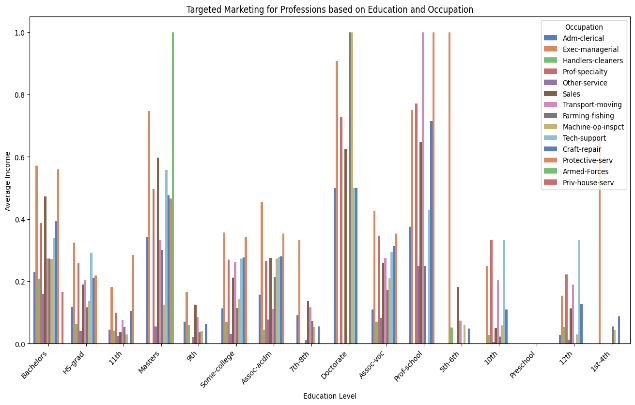 Targeted Marketing for Professions based on Education and Occupation
Average Income
1.0
0.8
0.6
0.4
0.2
0.0
Occupation
Adm-clerical
Exec-managerial
Handlers-cleaners
Prof-specialty
Other-service
Sales
Transport-moving
Farming-fishing
Machine-op-inspct
Tech-support
Craft-repair
Protective-serv
Armed-Forces
Priv-house-serv
Bachelors
HS-grad
11th
Masters
9th
Some-college
Assoc-acdm
7th-8th
Doctorate
Assoc-voc
Prof-school
5th-6th
10th
Preschool
12th
1st-4th
Education Level